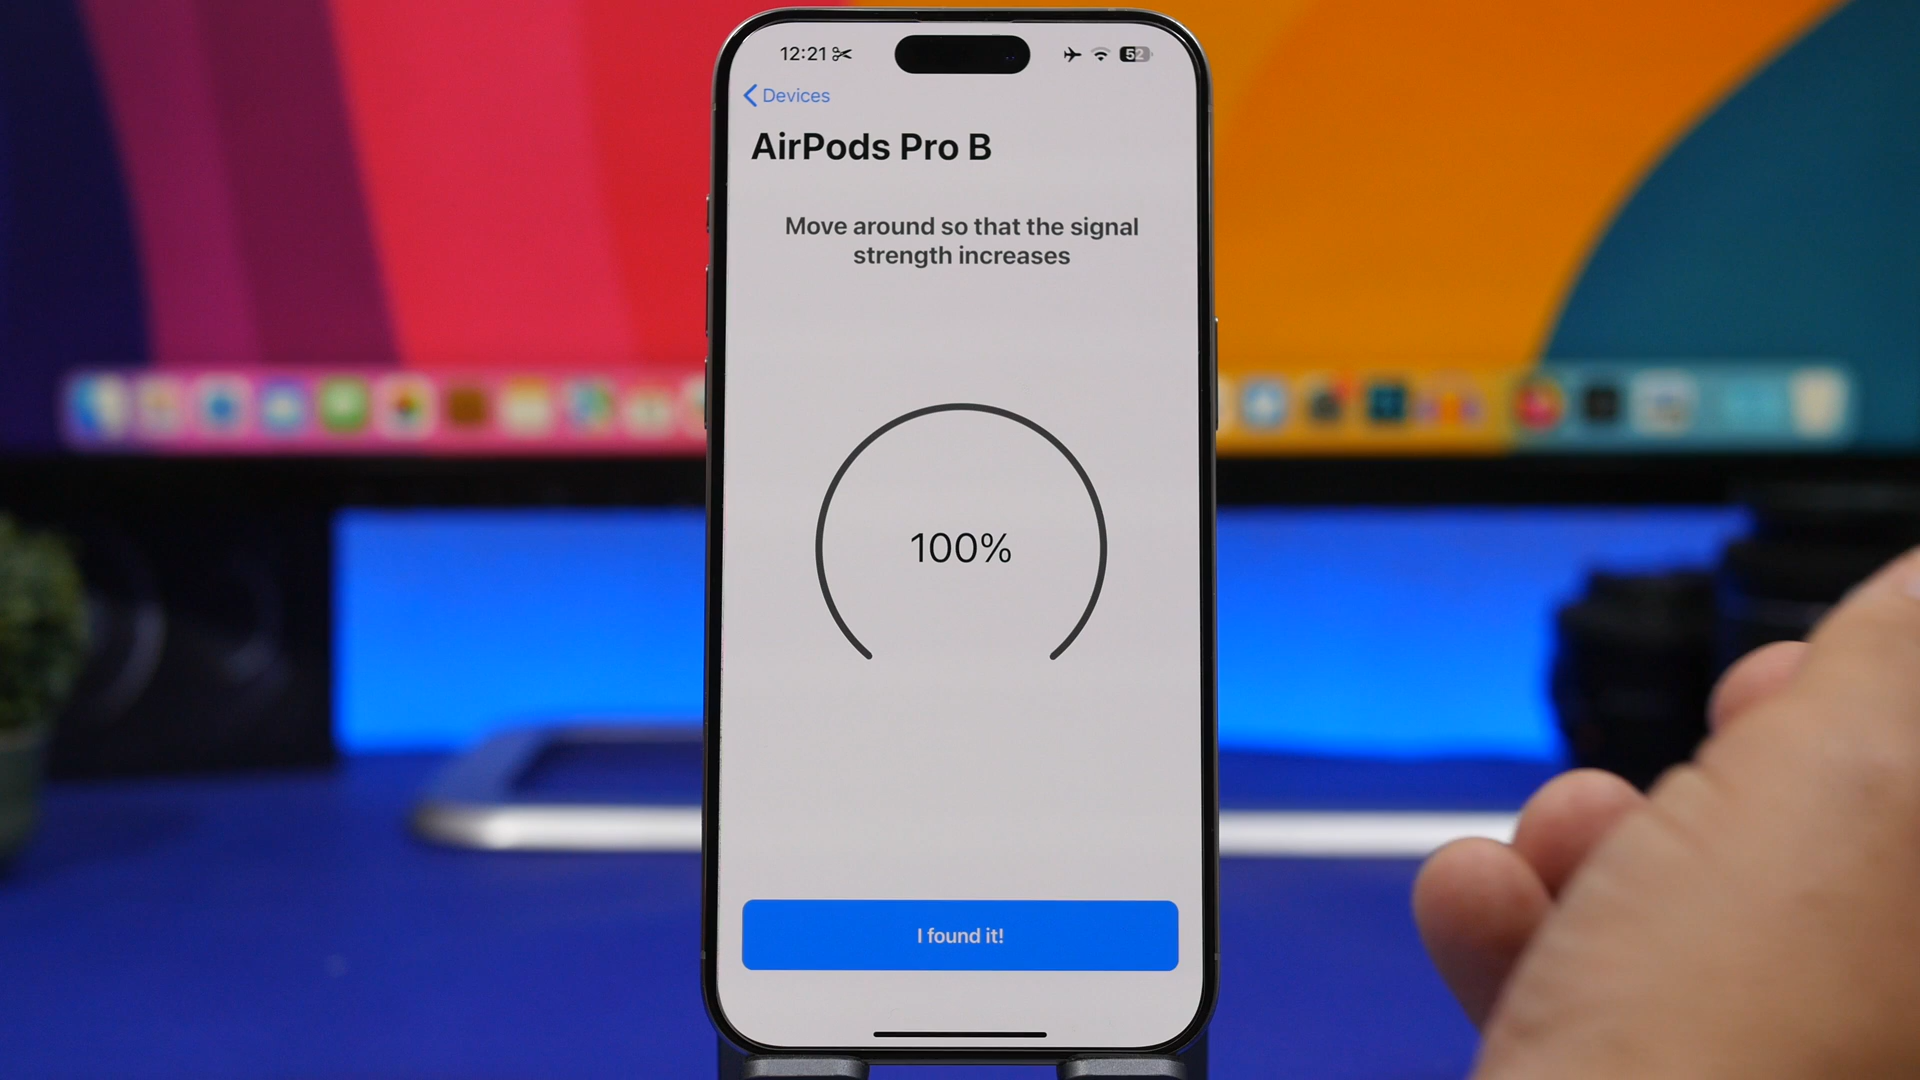 12:21
52
Devices
AirPods Pro B
Move around so that the signal
strength increases
100%
I found it!